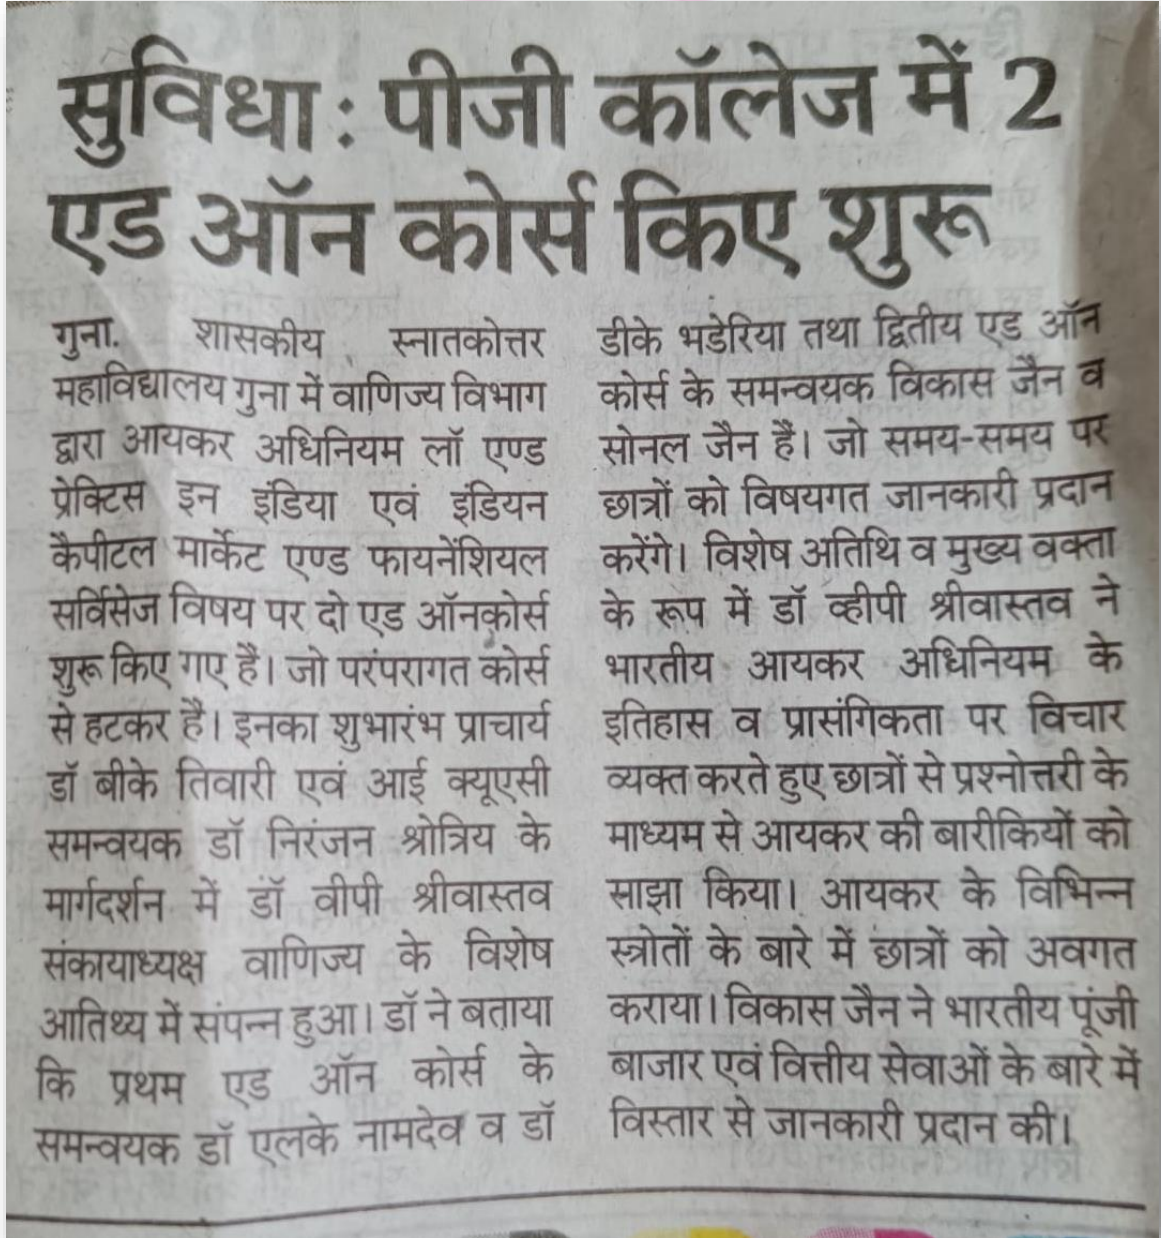 सुविधा : पीजी कॉलेज में 2
एड ऑन कोर्स किए शुरू
गुना. शासकीय स्नातकोत्तर
महाविद्यालय गुना में वाणिज्य विभाग
द्वारा आयकर अधिनियम लॉ एण्ड
प्रेक्टिस इन इंडिया एवं इंडियन
कैपीटल मार्केट एण्ड फायनेंशियल
सर्विसेज विषय पर दो एड ऑनकोर्स
शुरू किए गए है। जो परंपरागत कोर्स
से हटकर है। इनका शुभारंभ प्राचार्य
डॉ बीके तिवारी एवं आई क्यूएसी
समन्वयक डॉ निरंजन श्रोत्रिय के
मार्गदर्शन में डॉ वीपी श्रीवास्तव
संकायाध्यक्ष वाणिज्य के विशेष
आतिथ्य में संपन्न हुआ। डॉ ने बताया
कि प्रथम एड ऑन कोर्स के
समन्वयक डॉ एलके नामदेव व डॉ
डीके भडेरिया तथा द्वितीय एड ऑन
कोर्स के समन्वयक विकास जैन व
सोनल जैन है। जो समय-समय पर
छात्रों को विषयगत जानकारी प्रदान
करेंगे। विशेष अतिथि व मुख्य वक्ता
के रूप में डॉ व्हीपी श्रीवास्तव ने
भारतीय आयकर अधिनियम के
इतिहास व प्रासंगिकता पर विचार
व्यक्त करते हुए छात्रों से प्रश्नोत्तरी के
माध्यम से आयकर की बारीकियों को
साझा किया। आयकर के विभिन्न
स्त्रोतों के बारे में छात्रों को अवगत
कराया। विकास जैन ने भारतीय पूंजी
बाजार एवं वित्तीय सेवाओं के बारे में
विस्तार से जानकारी प्रदान की।